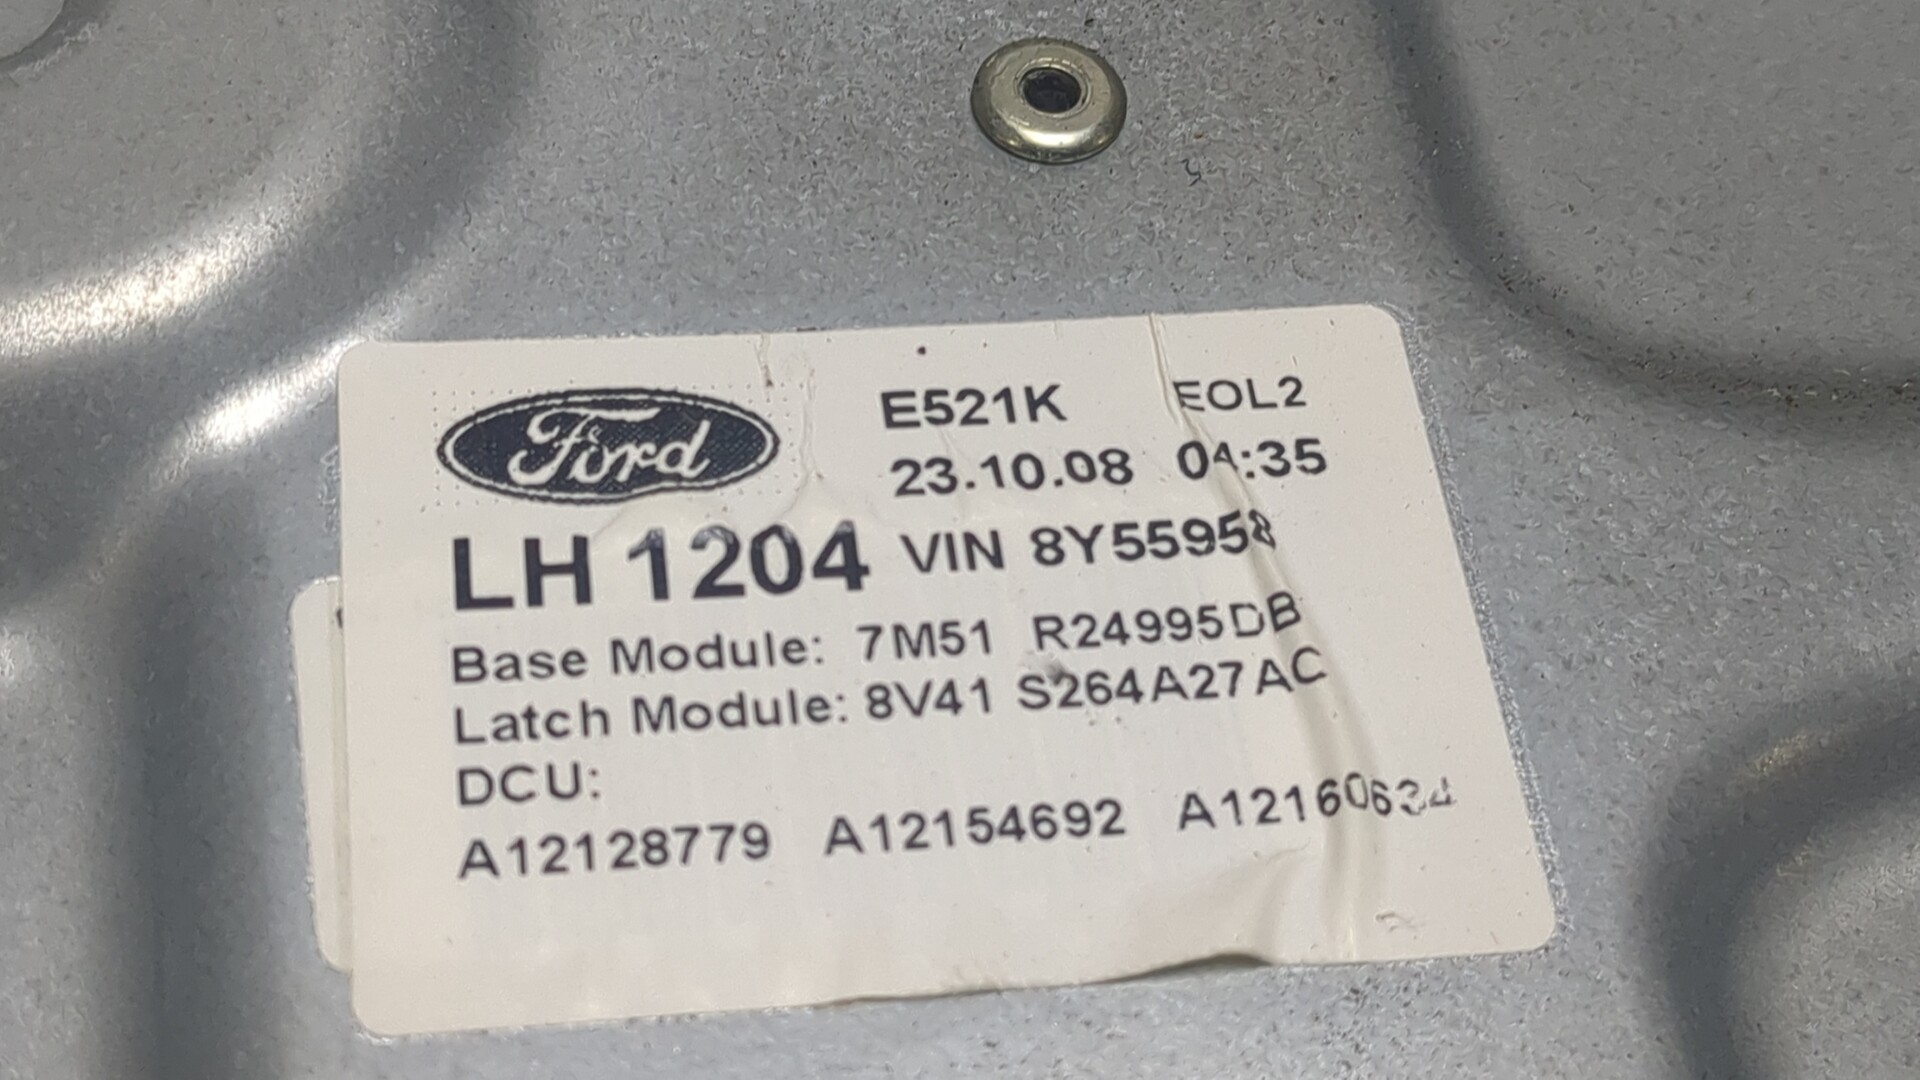 Ford
E521K EOL2
23.10.08 04:35
LH 1204 VIN 8Y55958
Base Module: 7M51 R24995DB
Latch Module: 8V41 S264A27AC
DCU:
A12128779 A12154692 A12160634